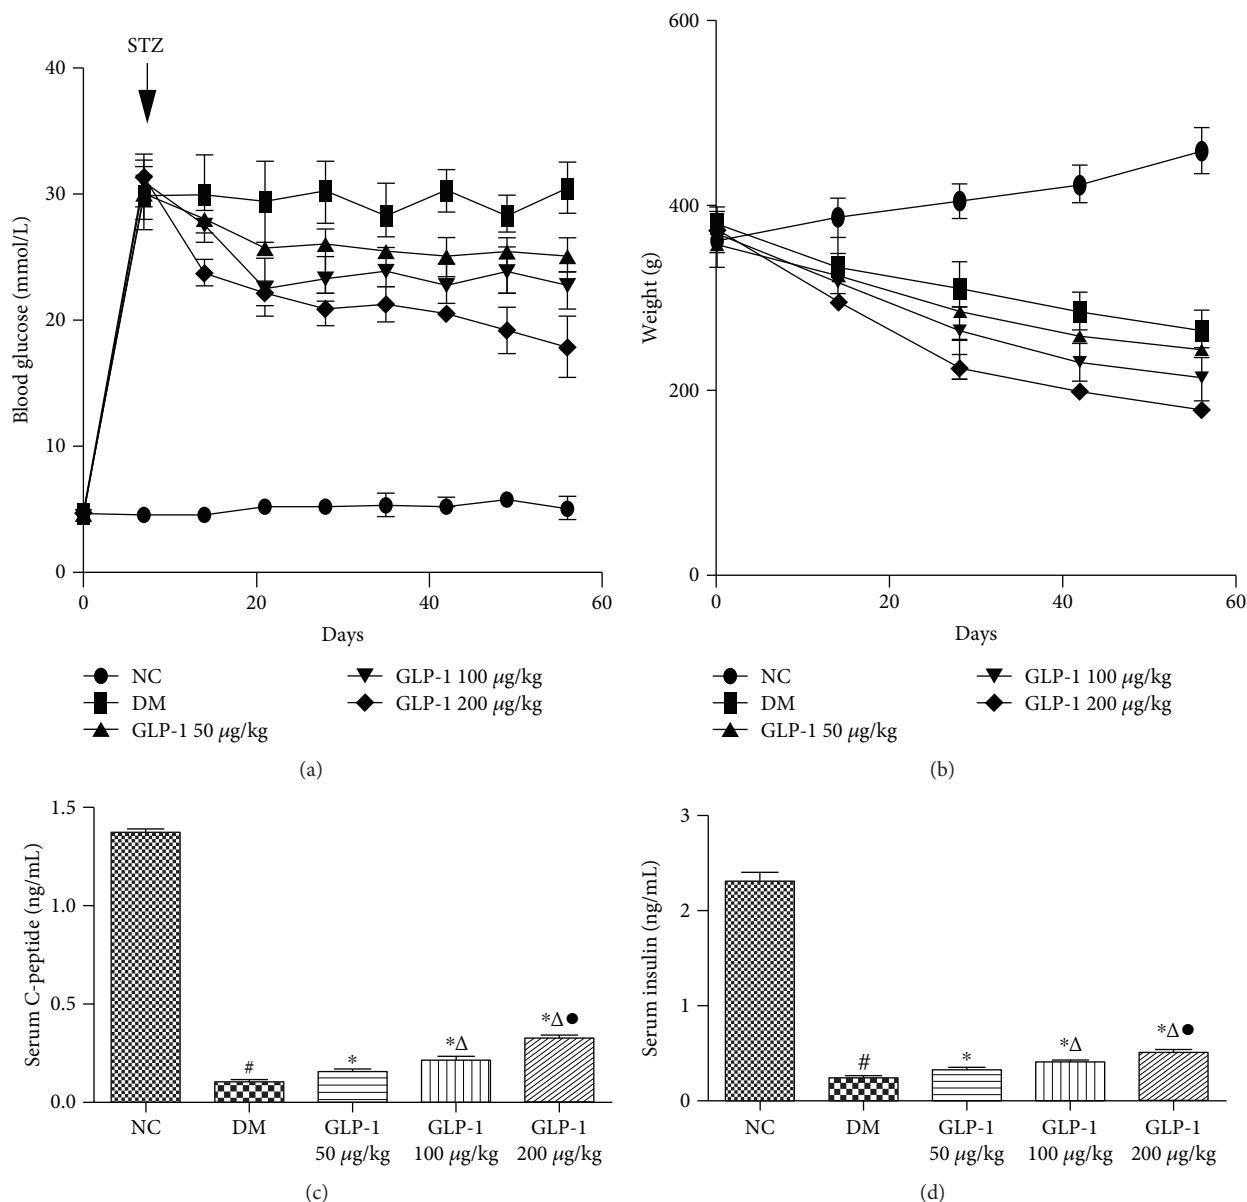 STZ
Blood glucose (mmol/L)
40
30
20
10
0
0 20 40 60
Days
NC
DM
GLP-1 50 μg/kg
GLP-1 100 μg/kg
GLP-1 200 μg/kg
(a)
Weight (g)
600
400
200
0
0 20 40 60
Days
NC
DM
GLP-1 50 μg/kg
GLP-1 100 μg/kg
GLP-1 200 μg/kg
(b)
Serum C-peptide (ng/mL)
1.5
1.0
0.5
0.0
#
*
*Δ
*Δ●
NC DM GLP-1 GLP-1 GLP-1
50 μg/kg 100 μg/kg 200 μg/kg
(c)
Serum insulin (ng/mL)
3
2
1
0
#
*
*Δ
*Δ●
NC DM GLP-1 GLP-1 GLP-1
50 μg/kg 100 μg/kg 200 μg/kg
(d)